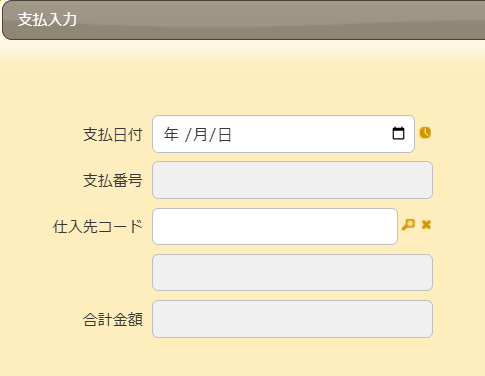 支払入力
支払日付 年 /月/日
支払番号
仕入先コード
合計金額